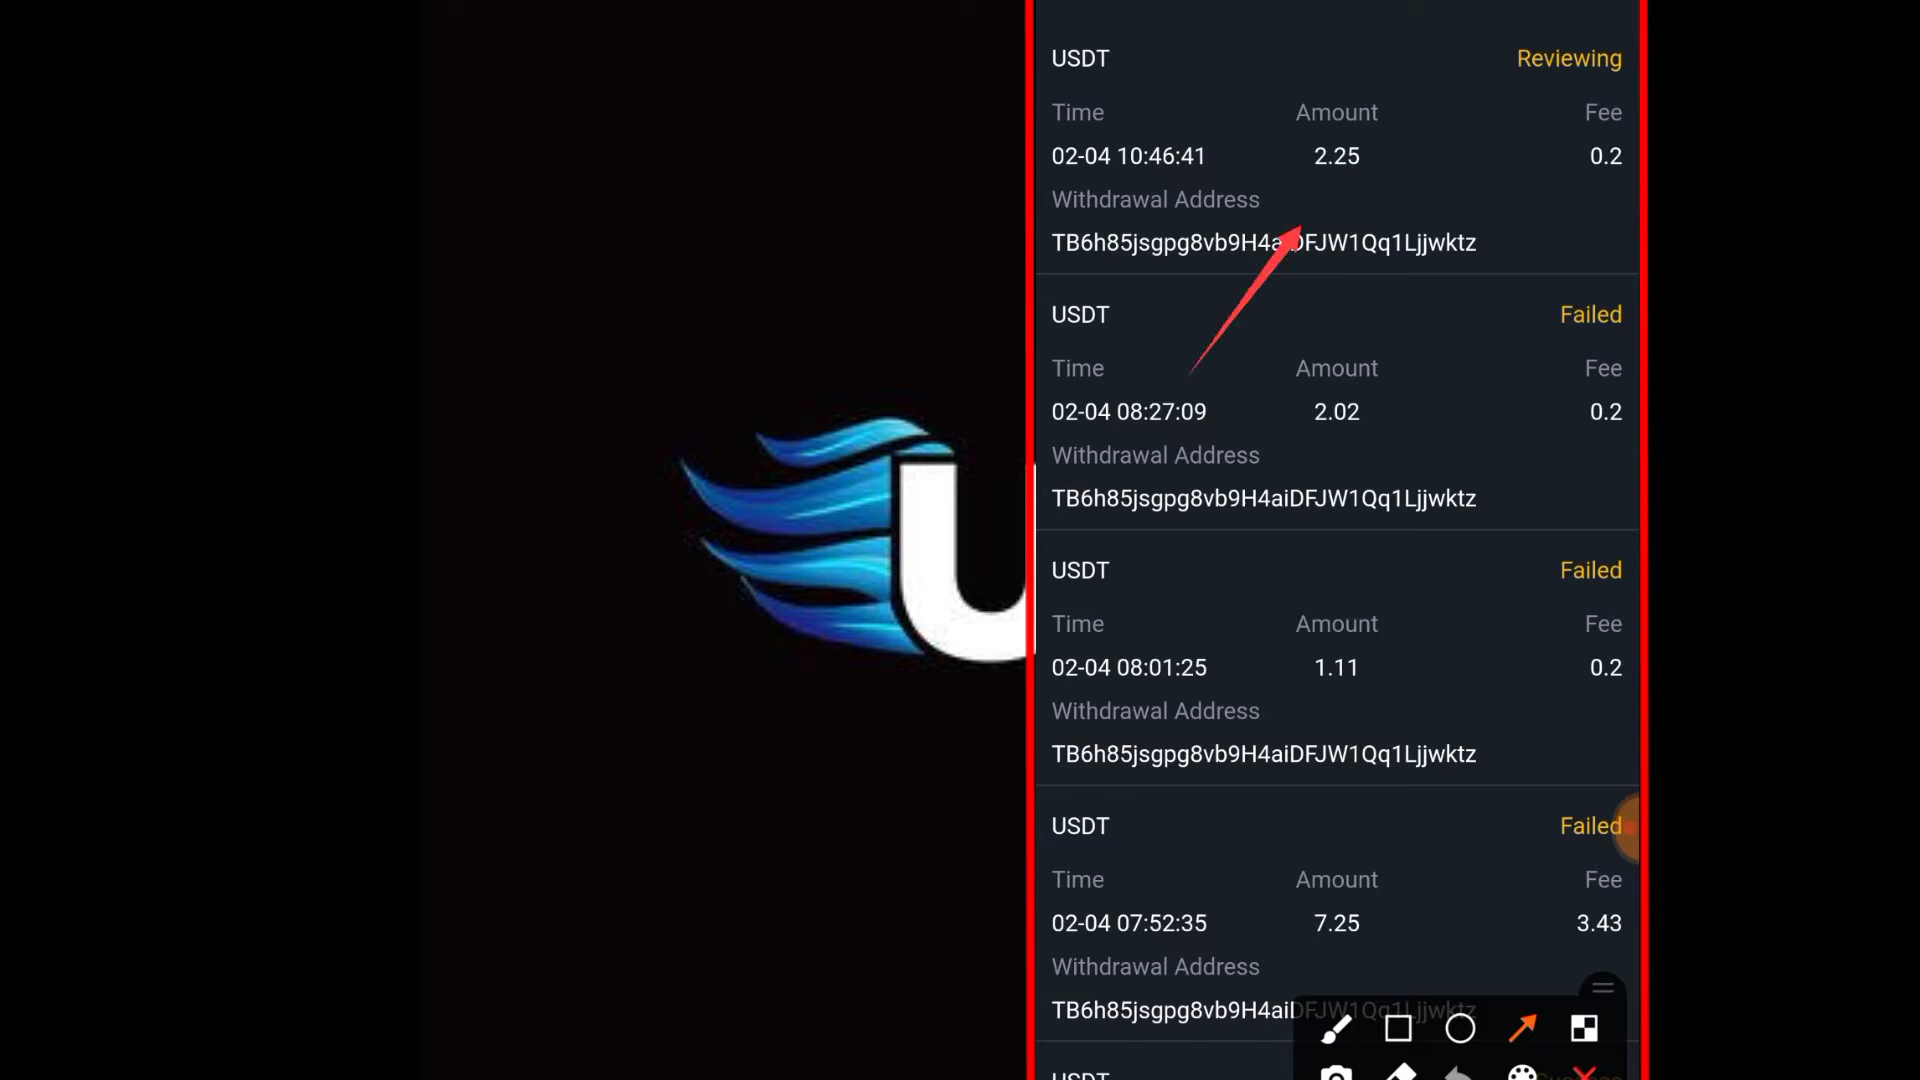 USDT Reviewing
Time Amount Fee
02-04 10:46:41 2.25 0.2
Withdrawal Address
TB6h85jsgpg8vb9H4aiDFJW1Qq1Ljjwktz
USDT Failed
Time Amount Fee
02-04 08:27:09 2.02 0.2
Withdrawal Address
TB6h85jsgpg8vb9H4aiDFJW1Qq1Ljjwktz
U
USDT Failed
Time Amount Fee
02-04 08:01:25 1.11 0.2
Withdrawal Address
TB6h85jsgpg8vb9H4aiDFJW1Qq1Ljjwktz
USDT Failed
Time Amount Fee
02-04 07:52:35 7.25 3.43
Withdrawal Address
TB6h85jsgpg8vb9H4aiDFJW1Qq1Ljjwktz
USDT